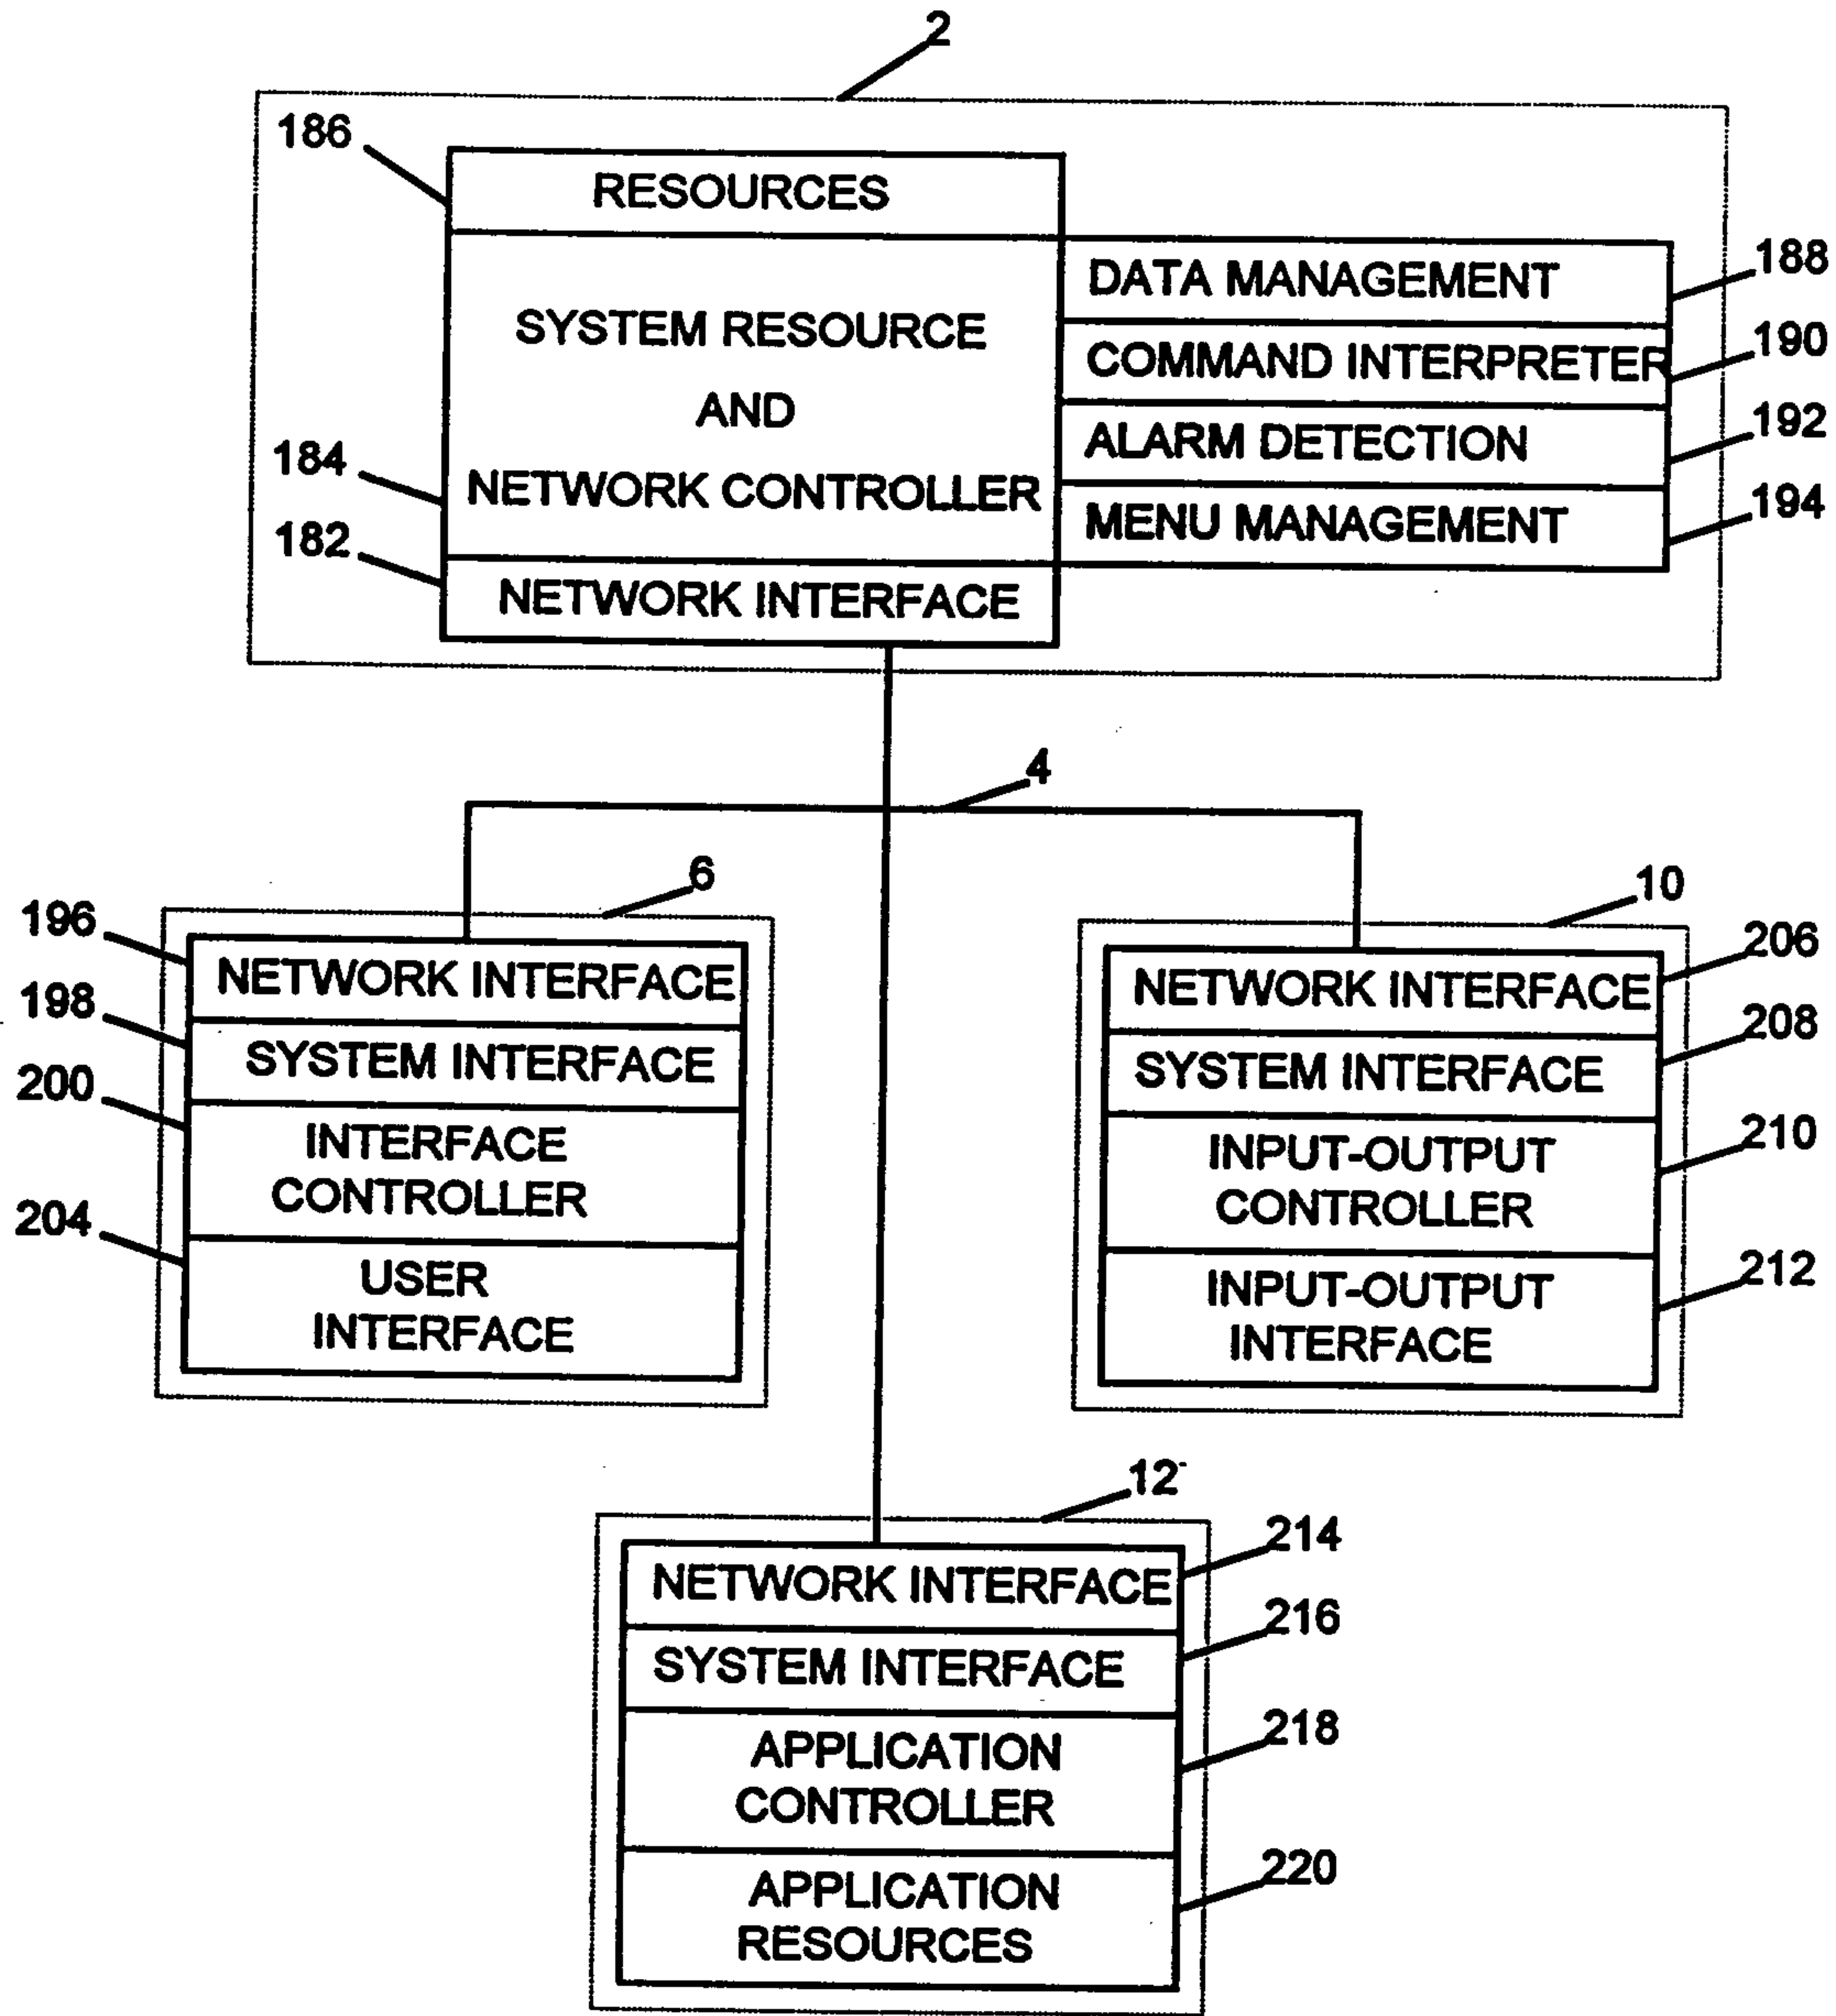 2
186
RESOURCES
DATA MANAGEMENT
188
SYSTEM RESOURCE
AND
NETWORK CONTROLLER
COMMAND INTERPRETER
190
ALARM DETECTION
192
184
MENU MANAGEMENT
194
182
NETWORK INTERFACE
4
6
196
NETWORK INTERFACE
198
SYSTEM INTERFACE
200
INTERFACE
CONTROLLER
204
USER
INTERFACE
10
NETWORK INTERFACE
206
SYSTEM INTERFACE
208
INPUT-OUTPUT
CONTROLLER
210
INPUT-OUTPUT
INTERFACE
212
12
NETWORK INTERFACE
214
SYSTEM INTERFACE
216
APPLICATION
CONTROLLER
218
APPLICATION
RESOURCES
220